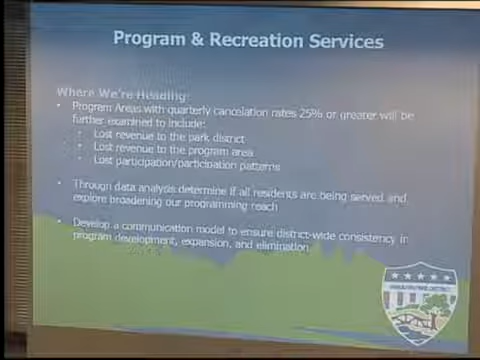 Program & Recreation Services
Where We're Heading:
• Program Areas with quarterly cancelation rates 25% or greater will be
further examined to include:
• Lost revenue to the park district
• Lost revenue to the program area
• Lost participation/participation patterns
• Through data analysis determine if all residents are being served and
explore broadening our programming reach
• Develop a communication model to ensure district-wide consistency in
program development, expansion, and elimination